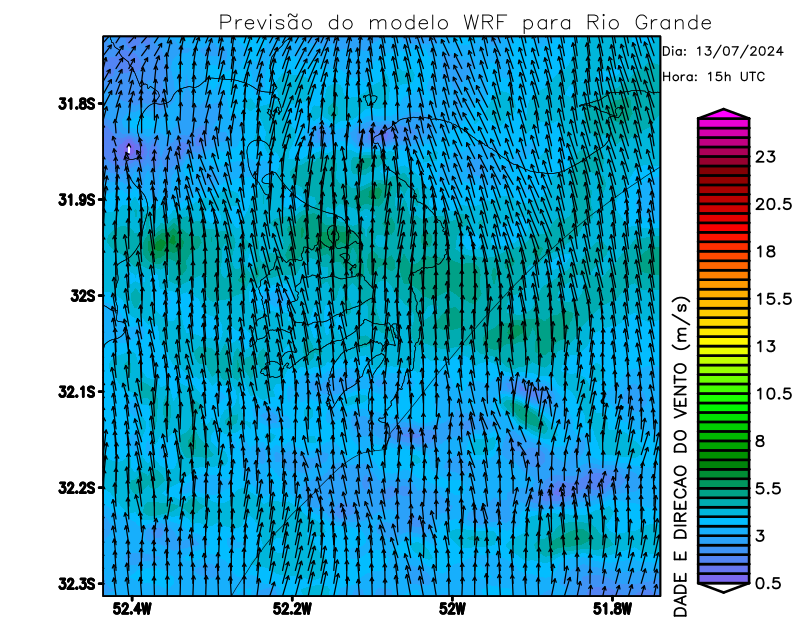 Previsão do modelo WRF para Rio Grande
Dia: 13/07/2024
Hora: 15h UTC
31.8S
31.9S
32S
32.1S
32.2S
32.3S
52.4W
52.2W
52W
51.8W
23
20.5
18
15.5
13
10.5
8
5.5
3
0.5
DADE E DIRECAO DO VENTO (m/s)